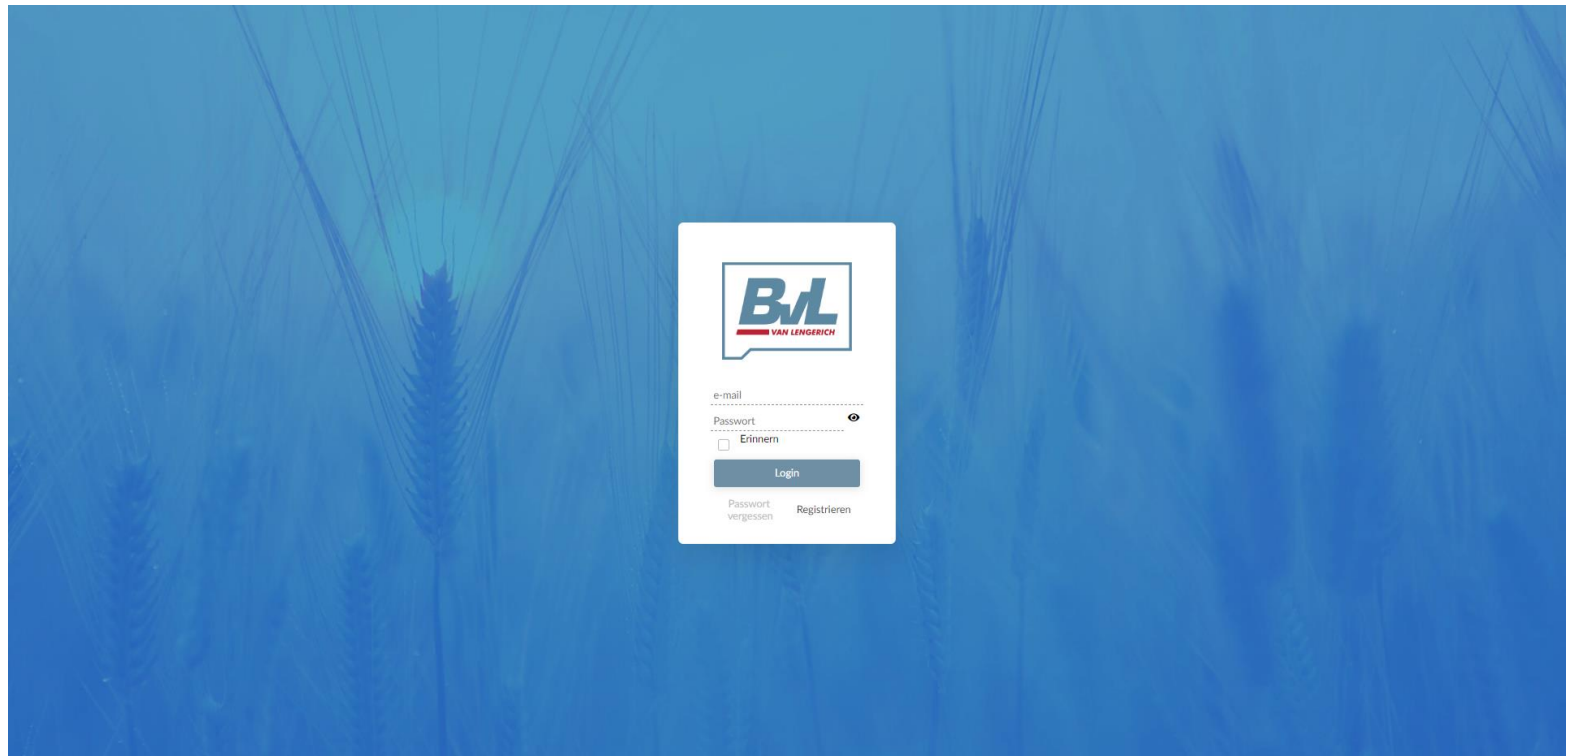 BvL
VAN LENGERICH
e-mail
Passwort
Erinnern
Login
Passwort
vergessen
Registrieren